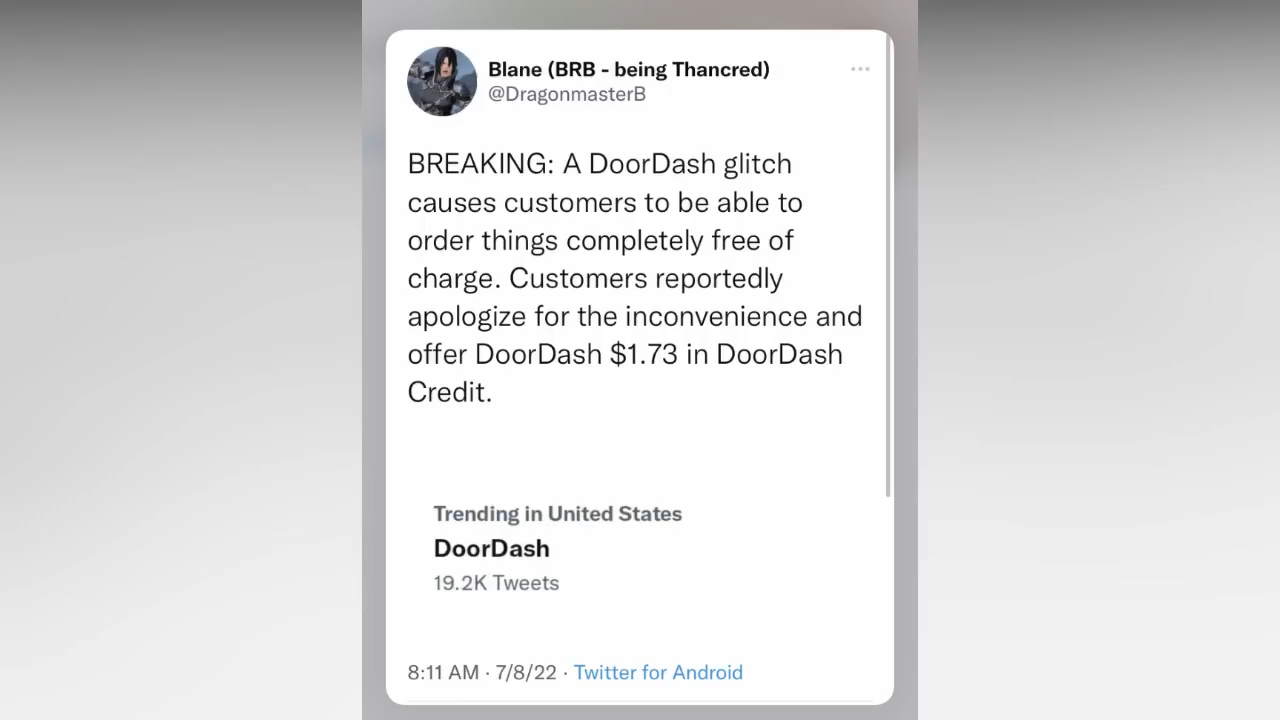 Blane (BRB - being Thancred)
@DragonmasterB
BREAKING: A DoorDash glitch
causes customers to be able to
order things completely free of
charge. Customers reportedly
apologize for the inconvenience and
offer DoorDash $1.73 in DoorDash
Credit.
Trending in United States
DoorDash
19.2K Tweets
8:11 AM · 7/8/22 · Twitter for Android